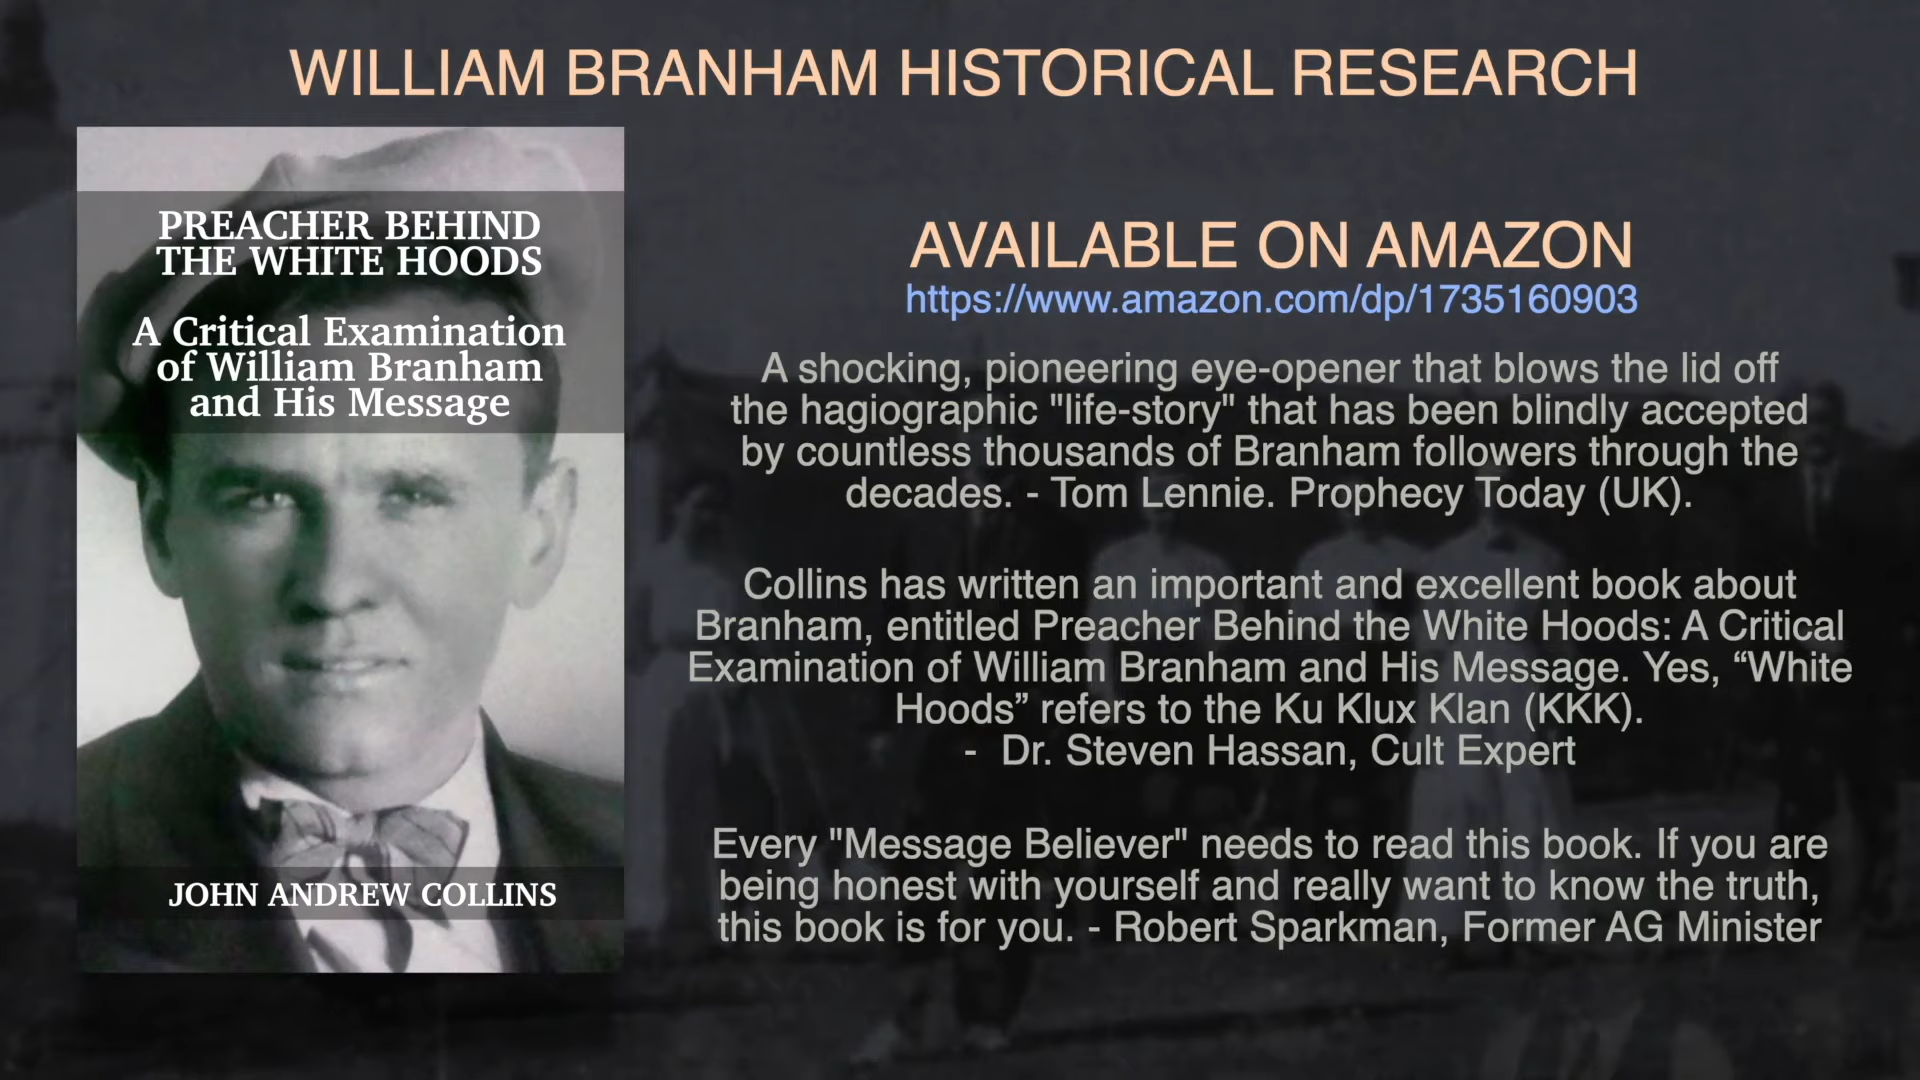 WILLIAM BRANHAM HISTORICAL RESEARCH
PREACHER BEHIND
THE WHITE HOODS
A Critical Examination
of William Branham
and His Message
JOHN ANDREW COLLINS
AVAILABLE ON AMAZON
https://www.amazon.com/dp/1735160903
A shocking, pioneering eye-opener that blows the lid off
the hagiographic "life-story" that has been blindly accepted
by countless thousands of Branham followers through the
decades. - Tom Lennie. Prophecy Today (UK).
Collins has written an important and excellent book about
Branham, entitled Preacher Behind the White Hoods: A Critical
Examination of William Branham and His Message. Yes, “White
Hoods” refers to the Ku Klux Klan (KKK).
- Dr. Steven Hassan, Cult Expert
Every "Message Believer" needs to read this book. If you are
being honest with yourself and really want to know the truth,
this book is for you. - Robert Sparkman, Former AG Minister